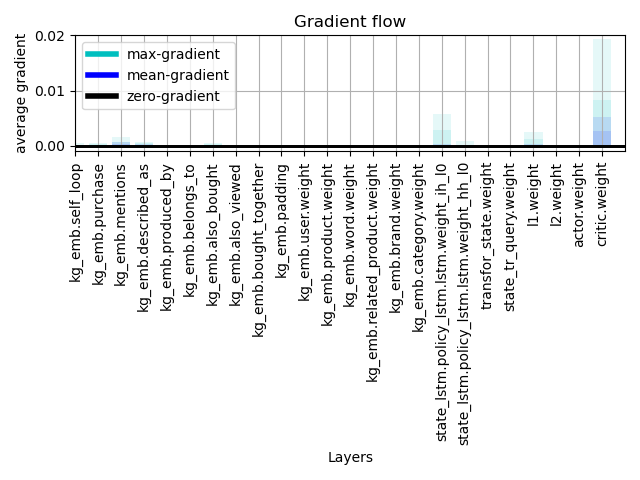 Gradient flow
average gradient
0.02
0.01
0.00
max-gradient
mean-gradient
zero-gradient
kg_emb.self_loop
kg_emb.purchase
kg_emb.mentions
kg_emb.described_as
kg_emb.produced_by
kg_emb.belongs_to
kg_emb.also_bought
kg_emb.also_viewed
kg_emb.bought_together
kg_emb.padding
kg_emb.user.weight
kg_emb.product.weight
kg_emb.word.weight
kg_emb.related_product.weight
kg_emb.brand.weight
kg_emb.category.weight
state_lstm.policy_lstm.lstm.weight_ih_l0
state_lstm.policy_lstm.lstm.weight_hh_l0
transfor_state.weight
state_tr_query.weight
l1.weight
l2.weight
actor.weight
critic.weight
Layers